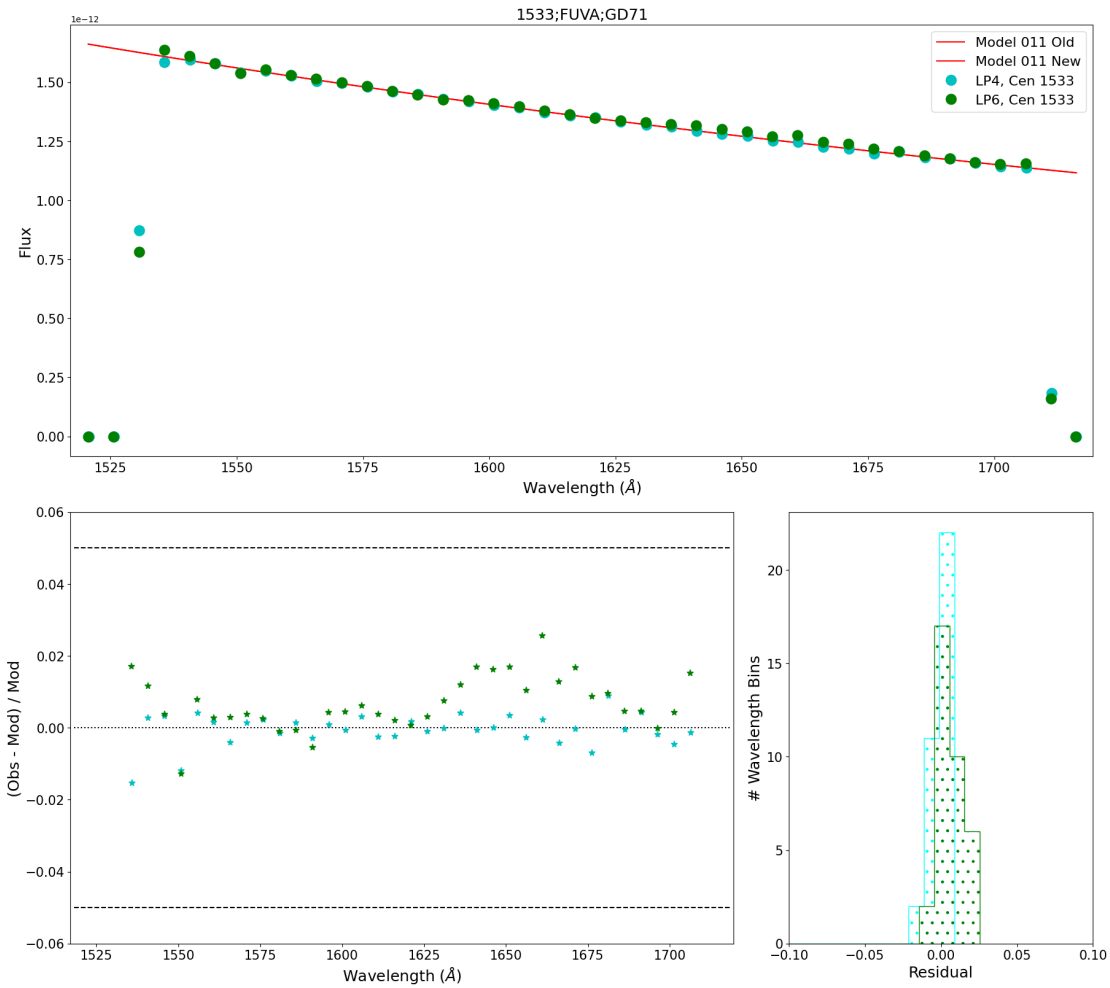 1533;FUVA;GD71
1e−12
Model 011 Old
Model 011 New
LP4, Cen 1533
LP6, Cen 1533
1.50
1.25
1.00
0.75
0.50
0.25
0.00
Flux
1525 1550 1575 1600 1625 1650 1675 1700
Wavelength (Å)
0.06
0.04
0.02
0.00
−0.02
−0.04
−0.06
(Obs - Mod) / Mod
1525 1550 1575 1600 1625 1650 1675 1700
Wavelength (Å)
20
15
10
5
0
# Wavelength Bins
−0.10 −0.05 0.00 0.05 0.10
Residual